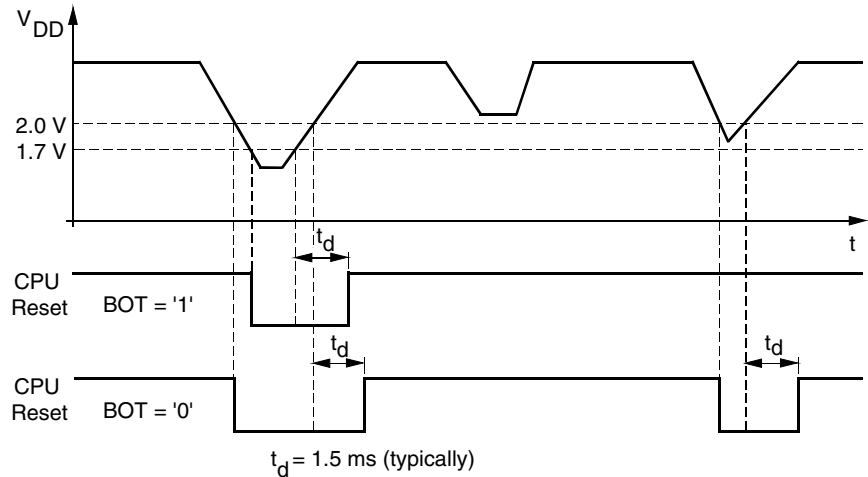 VDD
2.0 V
1.7 V
t
td
CPU
Reset
BOT = '1'
td
td
CPU
Reset
BOT = '0'
td = 1.5 ms (typically)